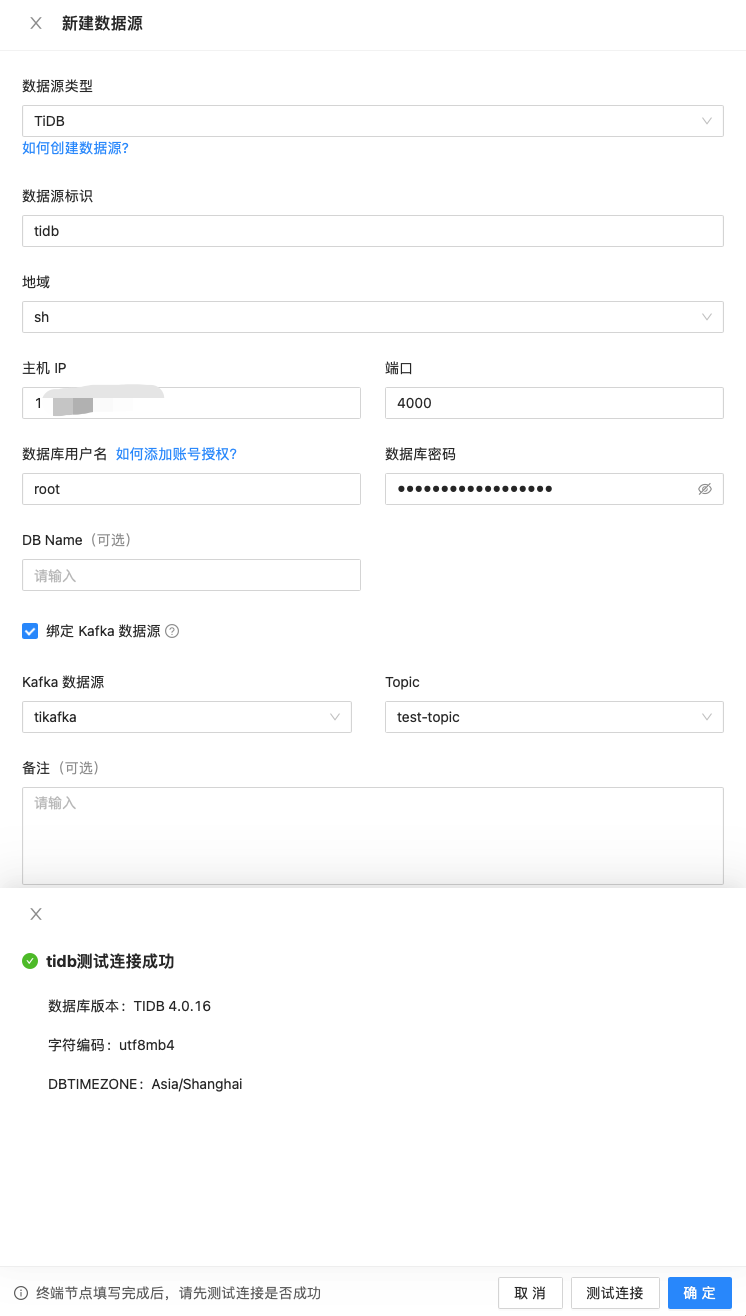 新建数据源
数据源类型
TiDB
如何创建数据源?
数据源标识
tidb
地域
sh
主机 IP
端口
1
4000
数据库用户名 如何添加账号授权?
数据库密码
root
••••••••••••••••••
DB Name（可选）
请输入
绑定 Kafka 数据源
Kafka 数据源
Topic
tikafka
test-topic
备注（可选）
请输入
tidb测试连接成功
数据库版本：TIDB 4.0.16
字符编码：utf8mb4
DBTIMEZONE：Asia/Shanghai
终端节点填写完成后，请先测试连接是否成功
取 消
测试连接
确 定